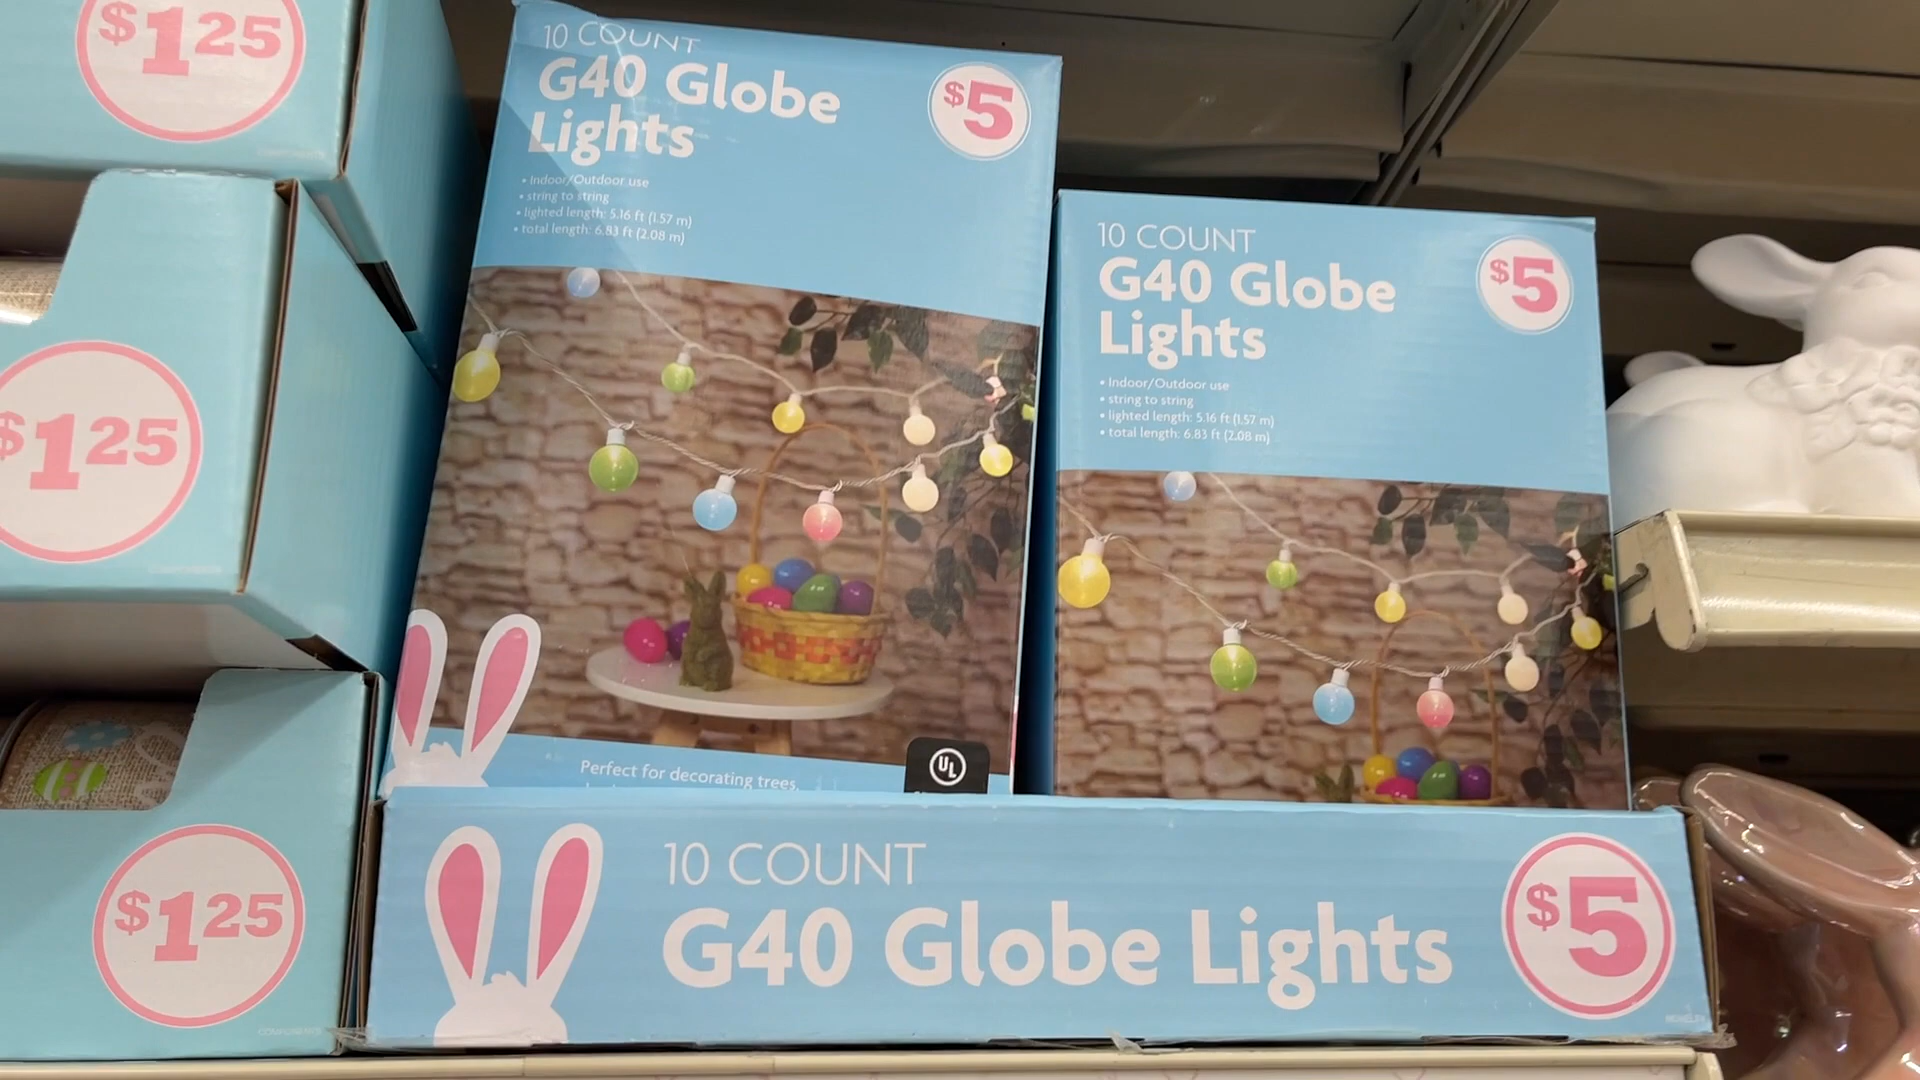 $125
$125
$125
10 COUNT
G40 Globe
Lights
$5
• Indoor/Outdoor use
• string to string
• lighted length: 5.16 ft (1.57 m)
• total length: 6.83 ft (2.08 m)
Perfect for decorating trees,
UL
10 COUNT
G40 Globe
Lights
$5
• Indoor/Outdoor use
• string to string
• lighted length: 5.16 ft (1.57 m)
• total length: 6.83 ft (2.08 m)
10 COUNT
G40 Globe Lights
$5